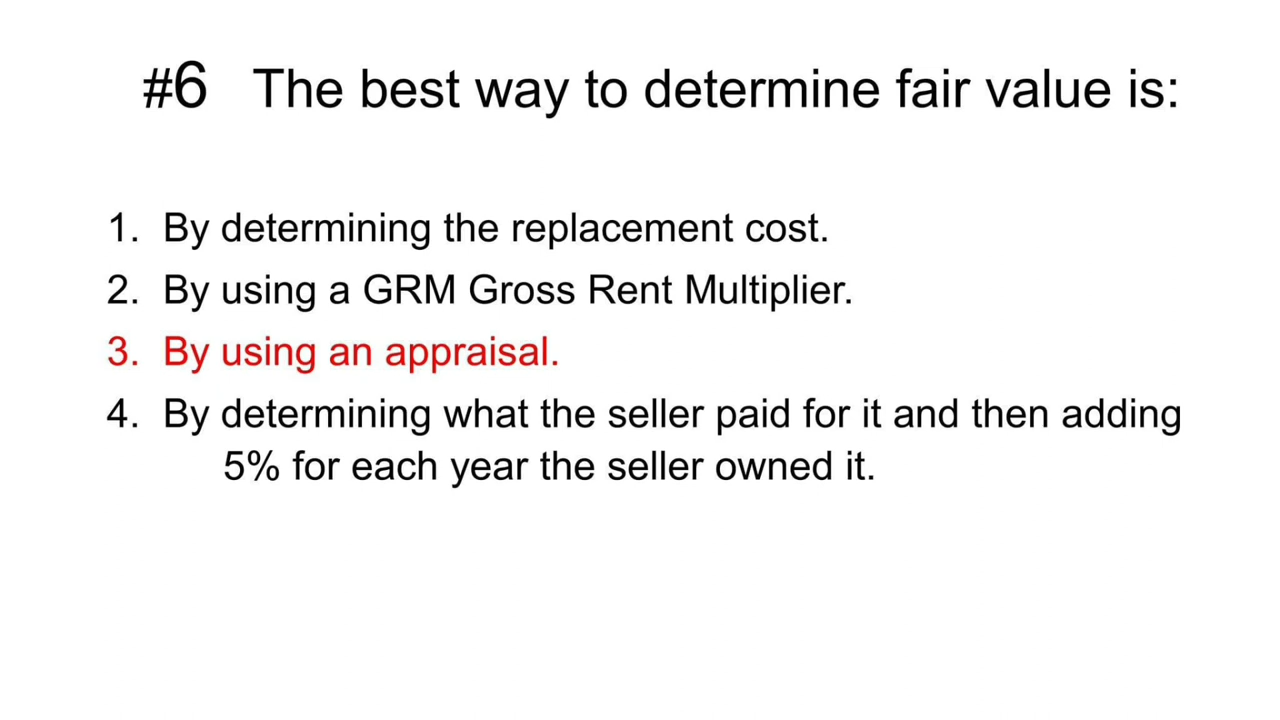 #6 The best way to determine fair value is:
1. By determining the replacement cost.
2. By using a GRM Gross Rent Multiplier.
3. By using an appraisal.
4. By determining what the seller paid for it and then adding
5% for each year the seller owned it.